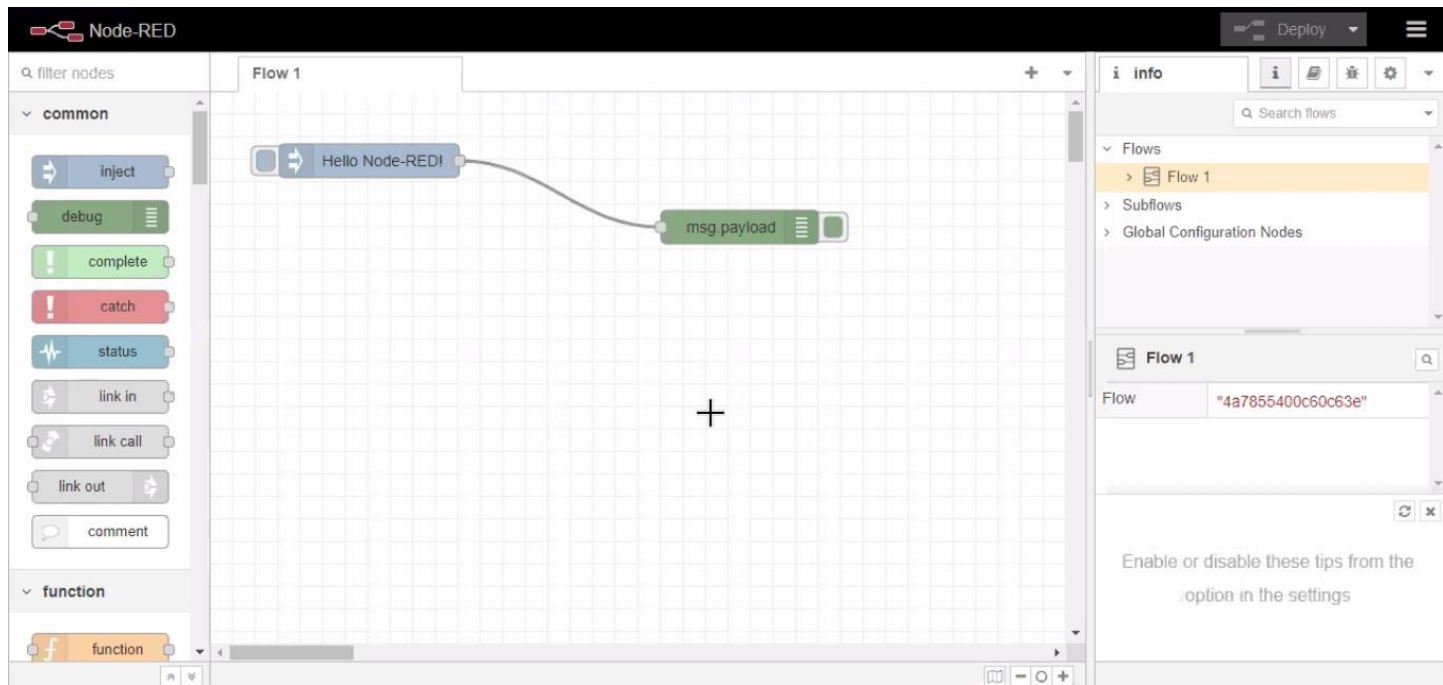 Node-RED
Deploy
filter nodes
Flow 1
i info
i
Search flows
common
inject
debug
complete
catch
status
link in
link call
link out
comment
function
function
Hello Node-RED!
msg.payload
Flows
Flow 1
Subflows
Global Configuration Nodes
Flow 1
Flow "4a7855400c60c63e"
Enable or disable these tips from the
option in the settings